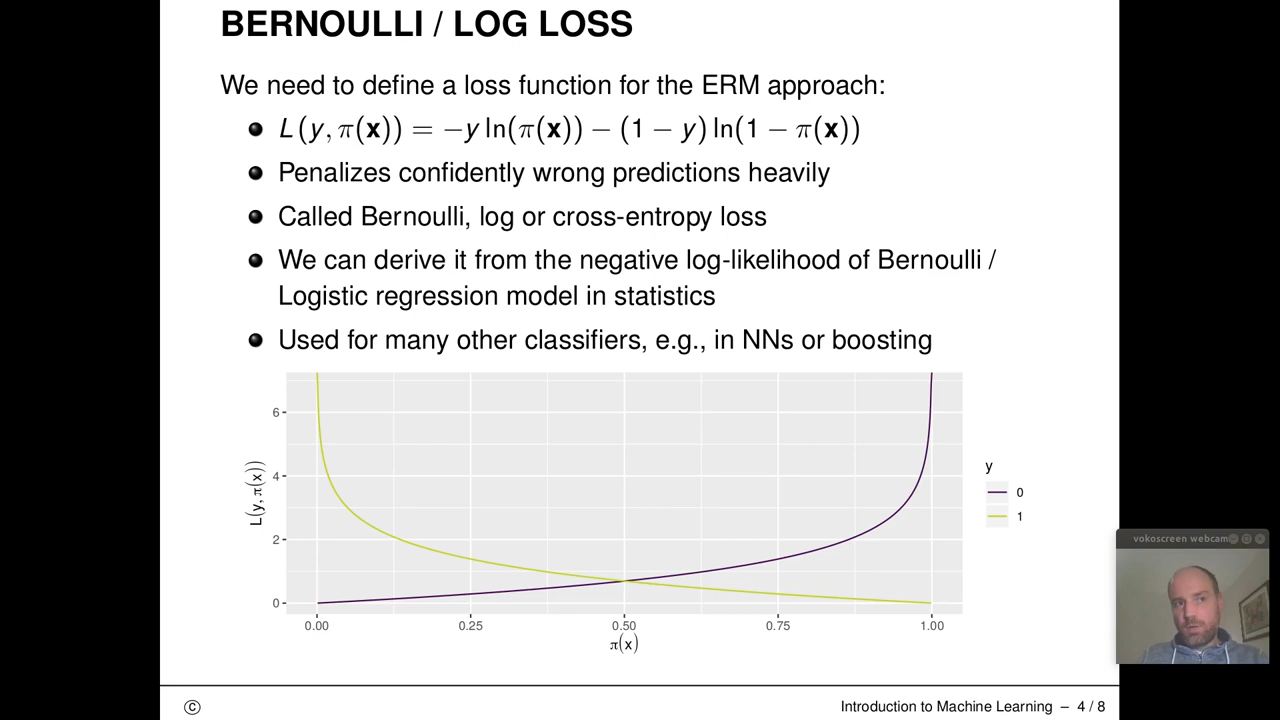 BERNOULLI / LOG LOSS
We need to define a loss function for the ERM approach:
L(y, π(x)) = −y ln(π(x)) − (1 − y) ln(1 − π(x))
Penalizes confidently wrong predictions heavily
Called Bernoulli, log or cross-entropy loss
We can derive it from the negative log-likelihood of Bernoulli /
Logistic regression model in statistics
Used for many other classifiers, e.g., in NNs or boosting
6
4
2
0
L(y, π(x))
0.00 0.25 0.50 0.75 1.00
π(x)
y
0
1
vokoscreen webcam
© Introduction to Machine Learning – 4 / 8